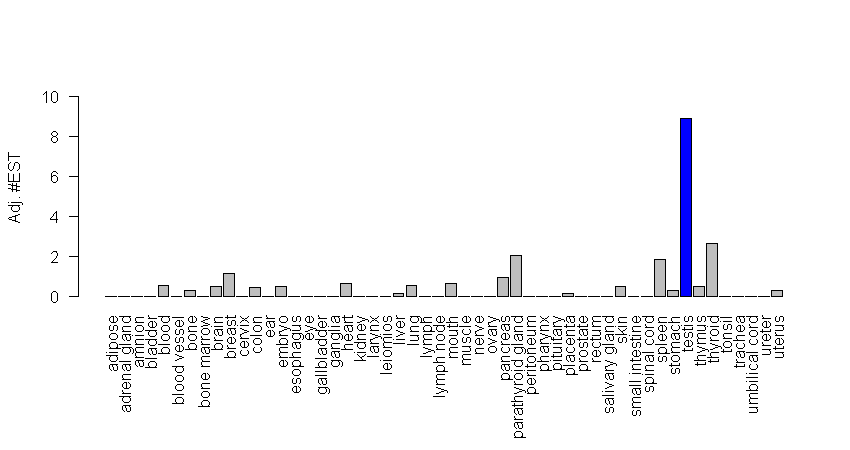 10
8
6
4
2
0
Adj. #EST
adipose
adrenal gland
amnion
bladder
blood
blood vessel
bone
bone marrow
brain
breast
cervix
colon
ear
embryo
esophagus
eye
gallbladder
ganglia
heart
kidney
larynx
leiomios
liver
lung
lymph
lymph node
mouth
muscle
nerve
ovary
pancreas
parathyroid gland
peritoneum
pharynx
pituitary
placenta
prostate
rectum
salivary gland
skin
small intestine
spinal cord
spleen
stomach
testis
thymus
thyroid
tonsil
trachea
umbilical cord
ureter
uterus